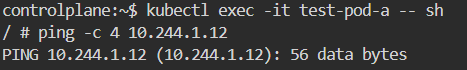 controlplane:~$ kubectl exec -it test-pod-a -- sh
/ # ping -c 4 10.244.1.12
PING 10.244.1.12 (10.244.1.12): 56 data bytes